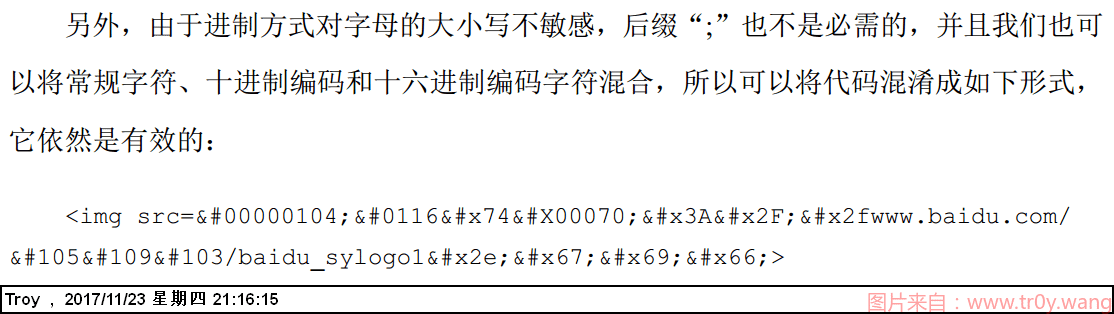 另外，由于进制方式对字母的大小写不敏感，后缀“;”也不是必需的，并且我们也可
以将常规字符、十进制编码和十六进制编码字符混合，所以可以将代码混淆成如下形式，
它依然是有效的：
<img src=&#00000104;&#0116&#x74&#X00070;&#x3A&#x2F;&#x2fwww.baidu.com/
&#105&#109&#103/baidu_sylogo1&#x2e;&#x67;&#x69;&#x66;>
Troy , 2017/11/23 星期四 21:16:15
图片来自：www.tr0y.wang